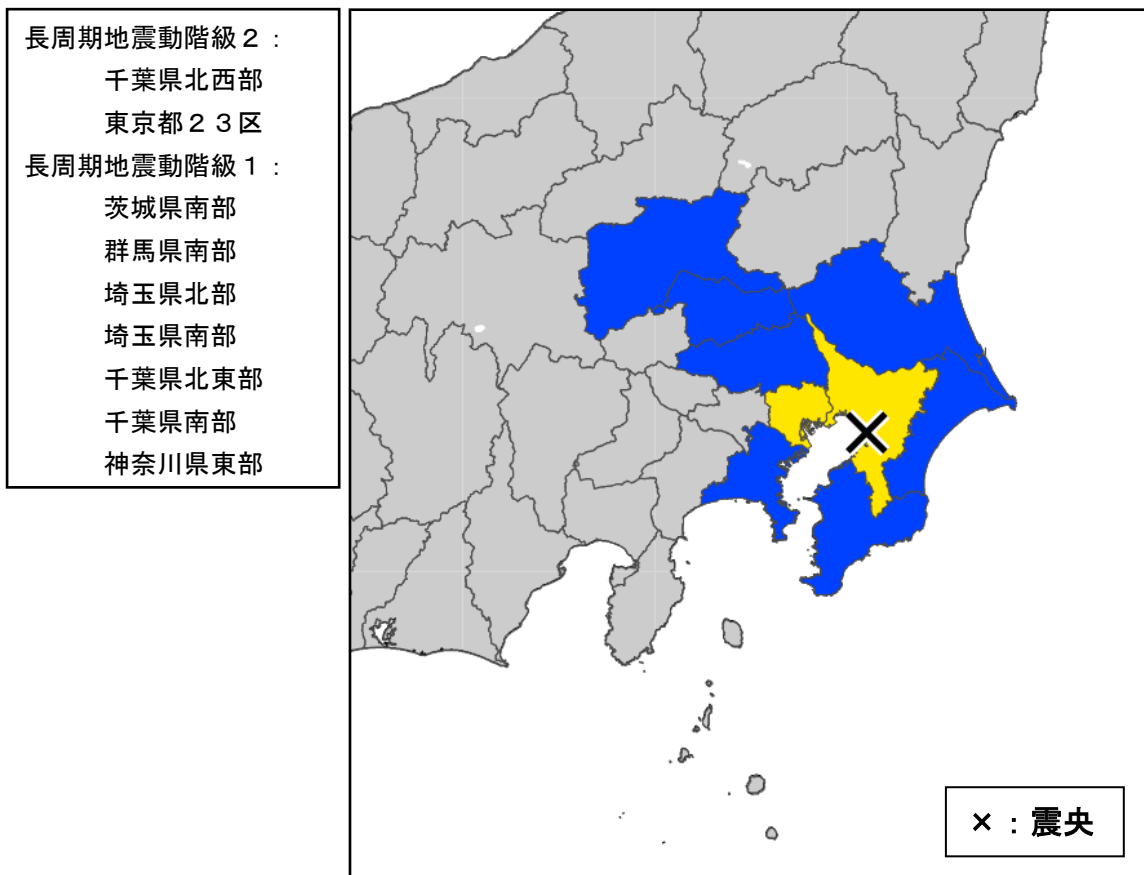 長周期地震動階級２：
千葉県北西部
東京都２３区
長周期地震動階級１：
茨城県南部
群馬県南部
埼玉県北部
埼玉県南部
千葉県北東部
千葉県南部
神奈川県東部
×：震央